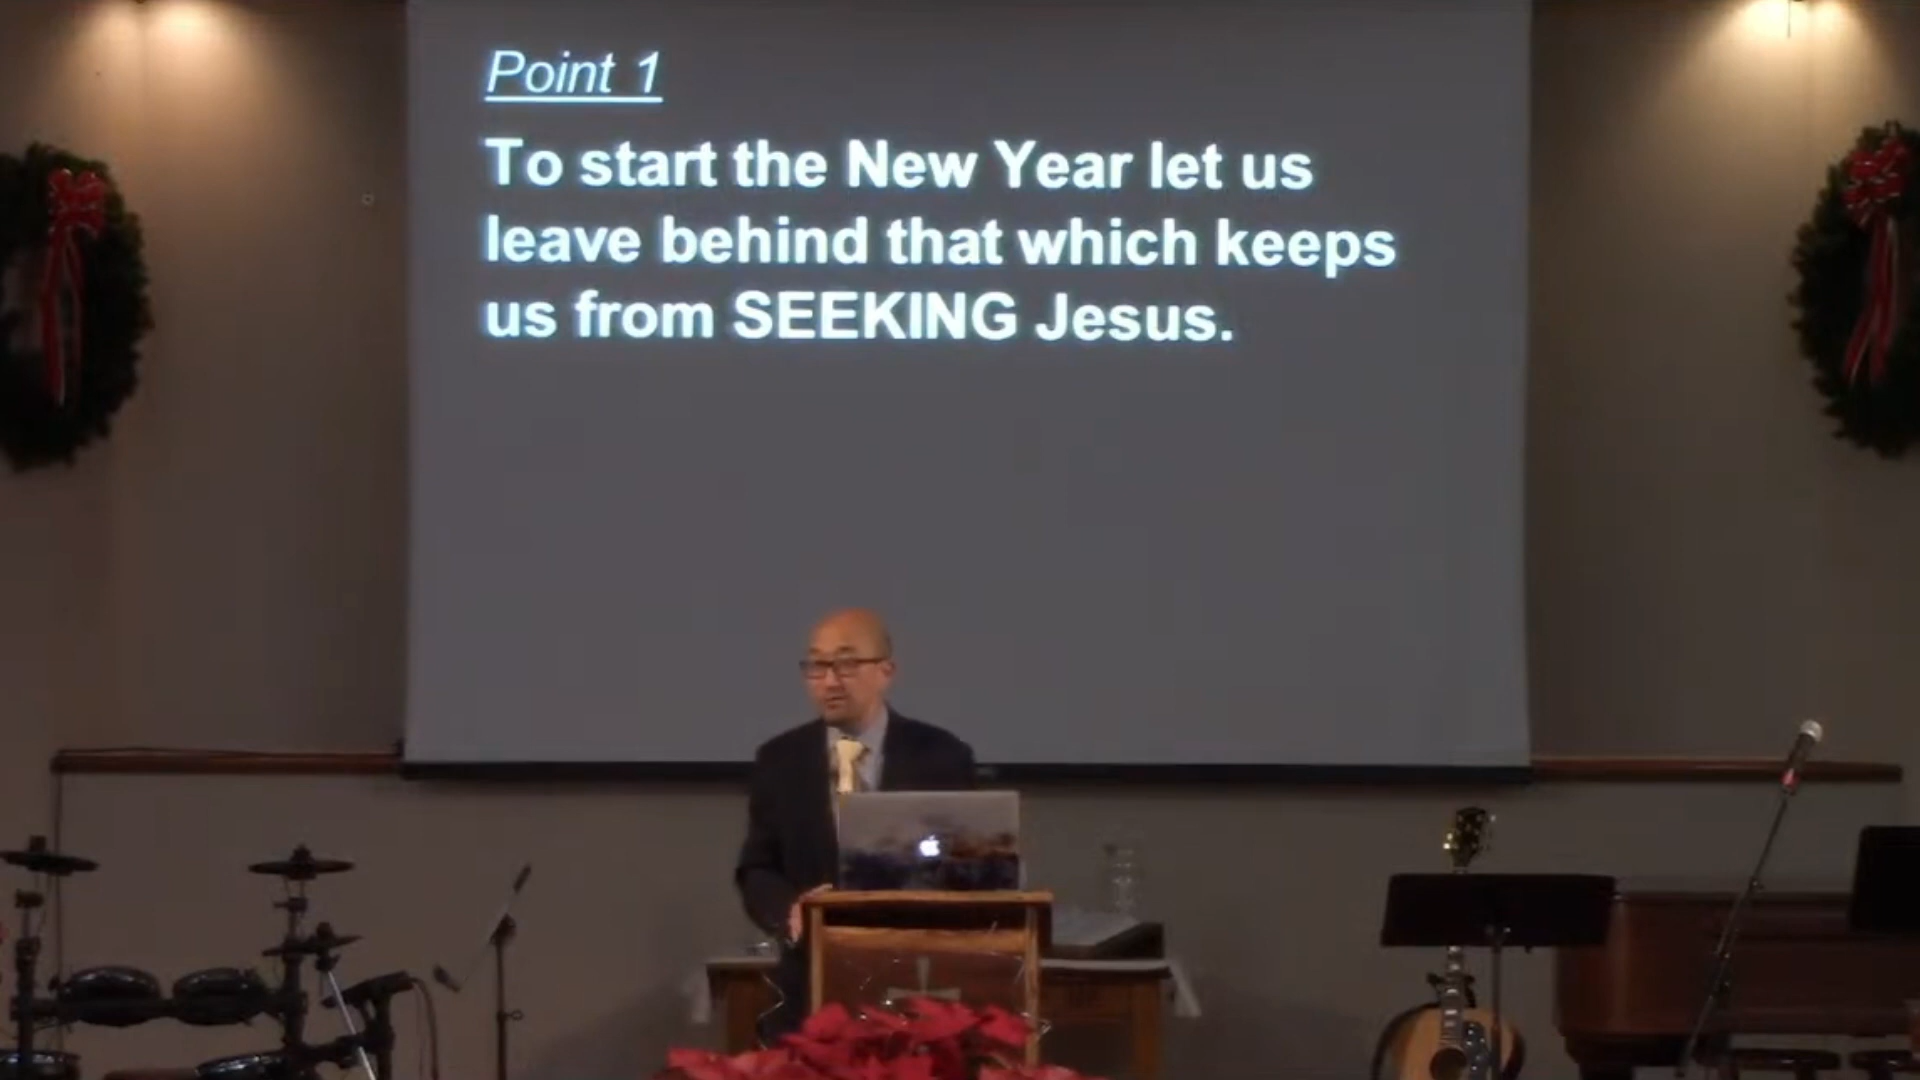 Point 1
To start the New Year let us
leave behind that which keeps
us from SEEKING Jesus.